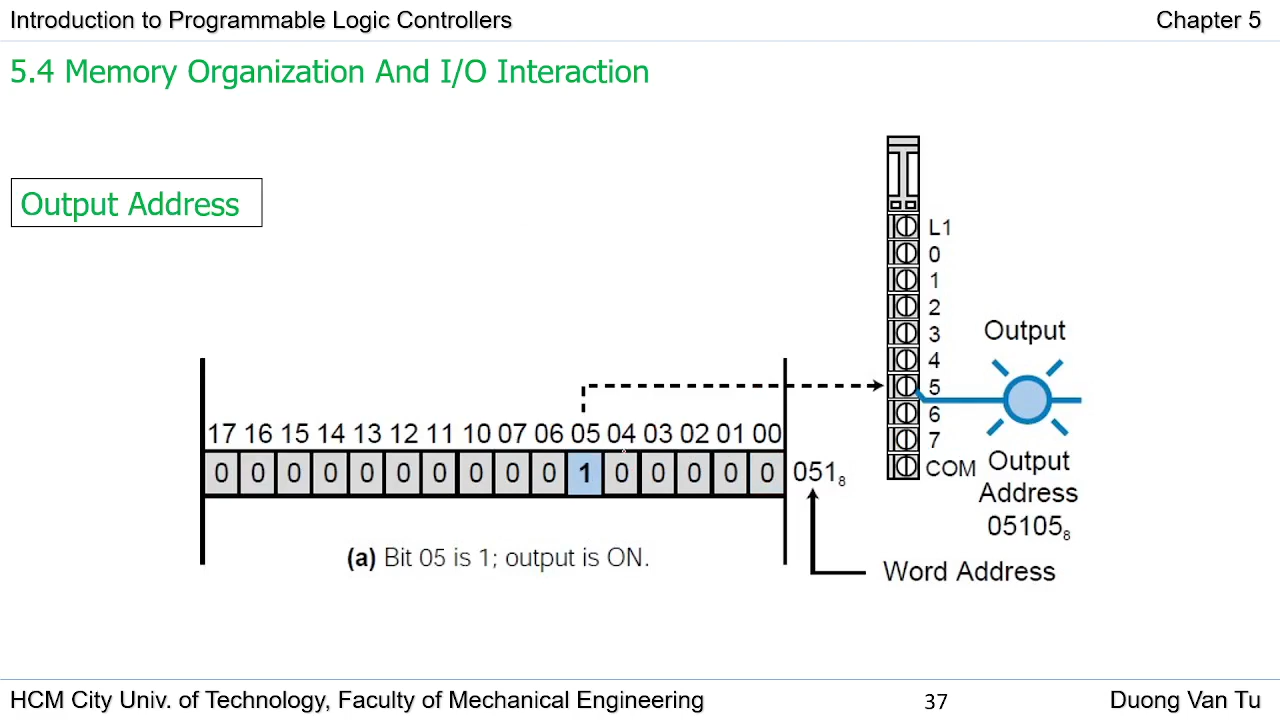 Introduction to Programmable Logic Controllers
Chapter 5
5.4 Memory Organization And I/O Interaction
Output Address
L1
0
1
2
3
4
5
6
7
COM
Output
Output
Address
05105₈
17 16 15 14 13 12 11 10 07 06 05 04 03 02 01 00
0 0 0 0 0 0 0 0 0 0 1 0 0 0 0 0
051₈
(a) Bit 05 is 1; output is ON.
Word Address
HCM City Univ. of Technology, Faculty of Mechanical Engineering
37
Duong Van Tu